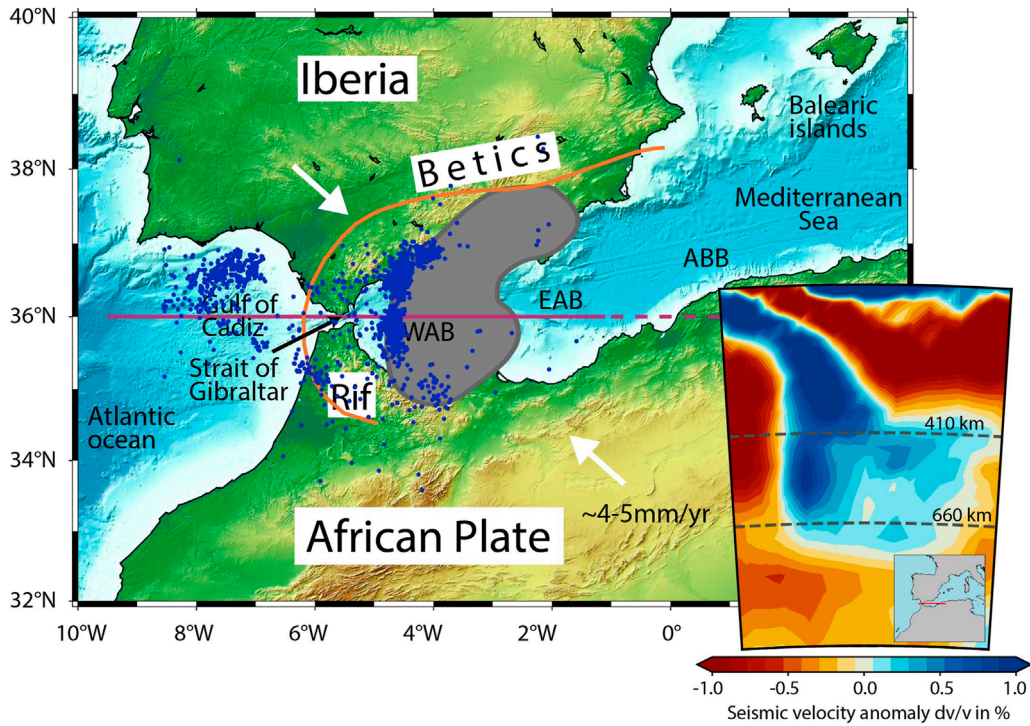 40°N
38°N
36°N
34°N
32°N
10°W
8°W
6°W
4°W
2°W
0°
Iberia
Betics
Balearic
islands
Mediterranean
Sea
ABB
EAB
WAB
Gulf of
Cadiz
Strait of
Gibraltar
Rif
Atlantic
ocean
~4-5mm/yr
African Plate
410 km
660 km
-1.0
-0.5
0.0
0.5
1.0
Seismic velocity anomaly dv/v in %